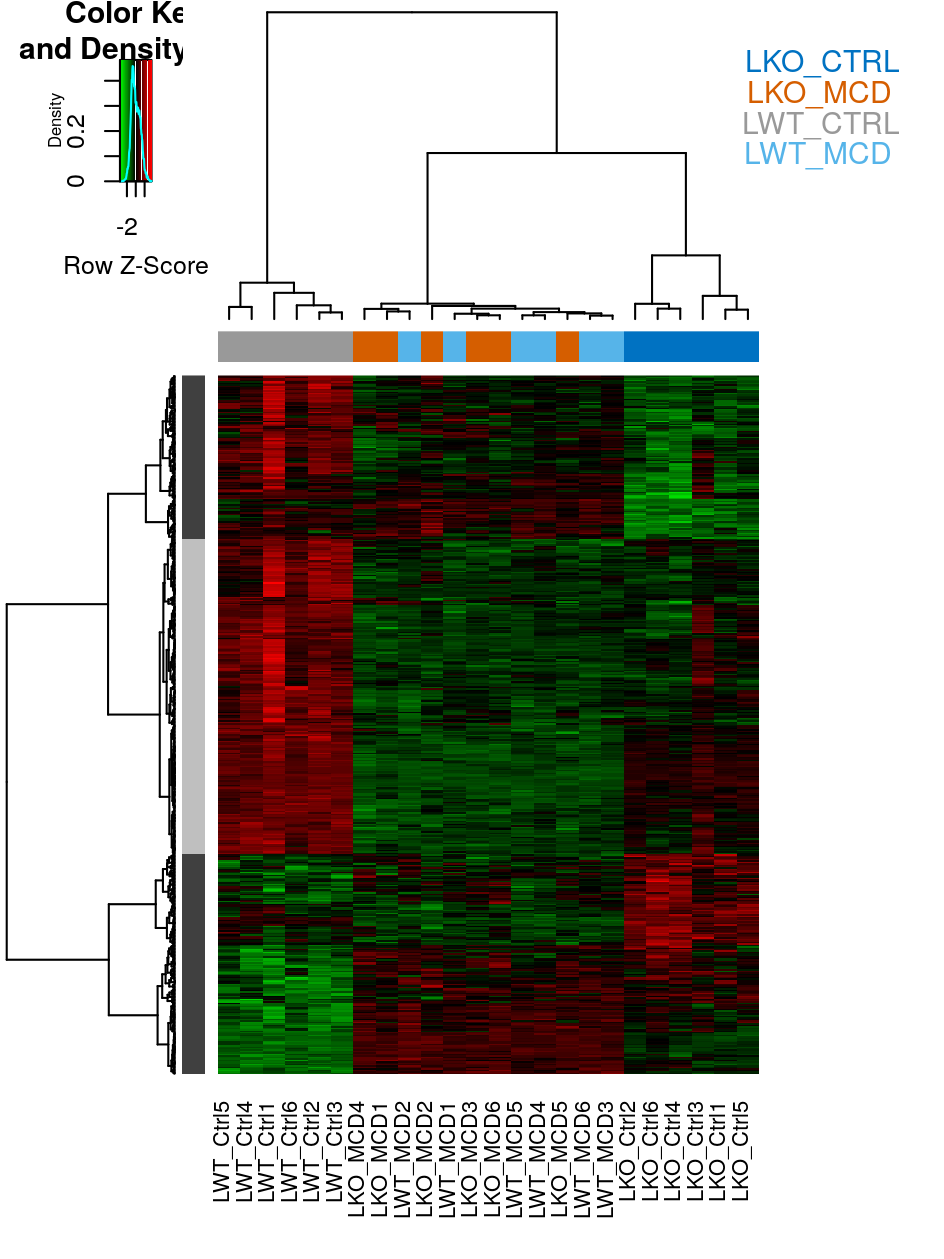 Color Ke
and Density
Density
0
0.2
-2
Row Z-Score
LKO_CTRL
LKO_MCD
LWT_CTRL
LWT_MCD
LWT_Ctrl5
LWT_Ctrl4
LWT_Ctrl1
LWT_Ctrl6
LWT_Ctrl2
LWT_Ctrl3
LKO_MCD4
LKO_MCD1
LWT_MCD2
LKO_MCD2
LWT_MCD1
LKO_MCD3
LKO_MCD6
LWT_MCD5
LWT_MCD4
LKO_MCD5
LWT_MCD6
LWT_MCD3
LKO_Ctrl2
LKO_Ctrl6
LKO_Ctrl4
LKO_Ctrl3
LKO_Ctrl1
LKO_Ctrl5